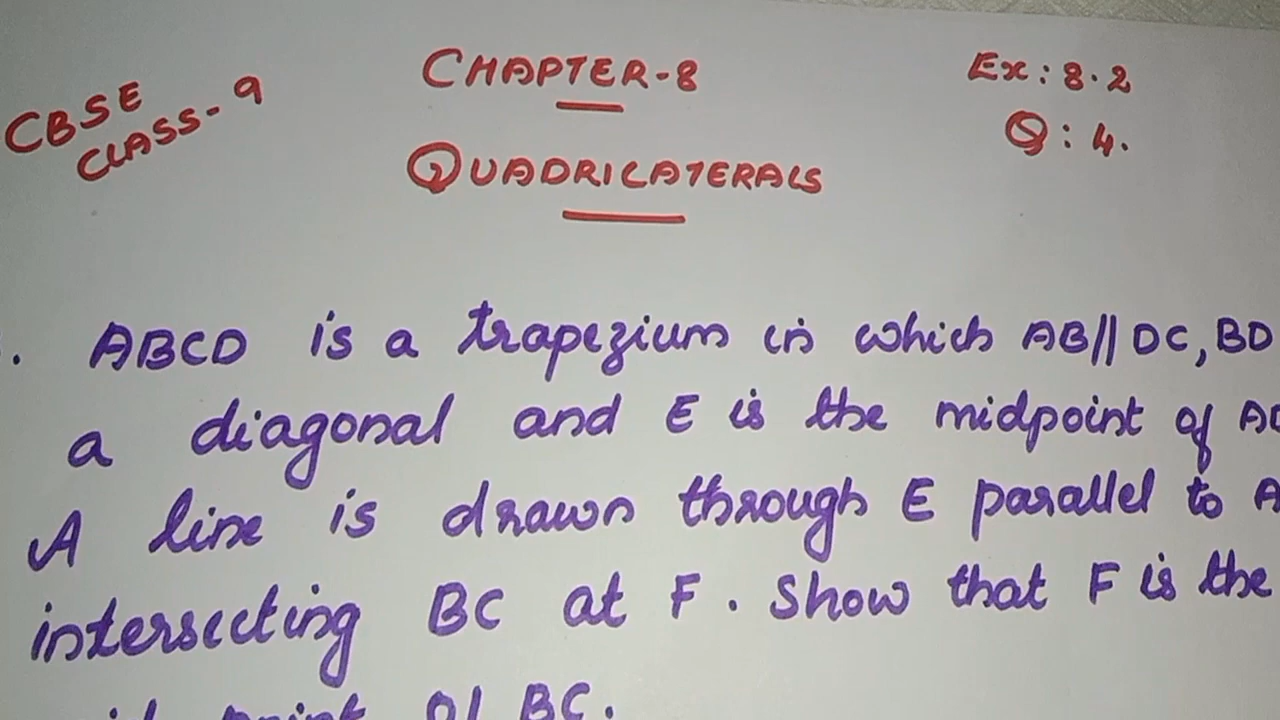 CBSE
CLASS-9
CHAPTER-8
Ex: 8.2
Q: 4.
QUADRILATERALS
. ABCD is a trapezium in which AB // DC, BD
a diagonal and E is the midpoint of
A line is drawn through E parallel to A
intersecting BC at F. Show that F is the
point of BC.